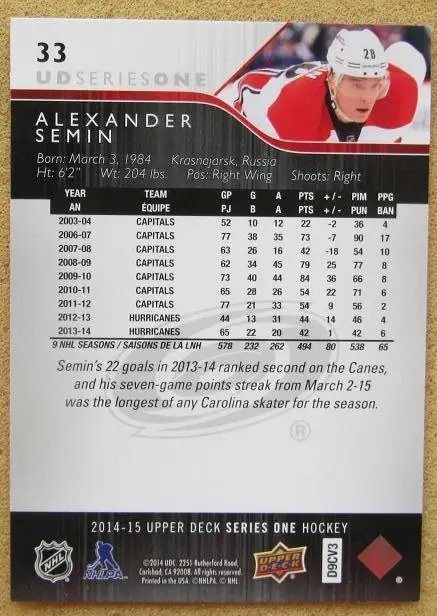 33
28
UDSERIESONE
ALEXANDER
SEMIN
Born: March 3, 1984 Krasnojarsk, Russia
Ht: 6'2" Wt: 204 lbs. Pos: Right Wing Shoots: Right
YEAR TEAM GP G A PTS +/- PIM PPG
AN ÉQUIPE PJ B A PTS +/- PUN BAN
2003-04 CAPITALS 52 10 12 22 -2 36 4
2006-07 CAPITALS 77 38 35 73 -7 90 17
2007-08 CAPITALS 63 26 16 42 -18 54 10
2008-09 CAPITALS 62 34 45 79 25 77 8
2009-10 CAPITALS 73 40 44 84 36 66 8
2010-11 CAPITALS 65 28 26 54 22 71 6
2011-12 CAPITALS 77 21 33 54 9 56 2
2012-13 HURRICANES 44 13 31 44 14 46 4
2013-14 HURRICANES 65 22 20 42 1 42 6
9 NHL SEASONS / SAISONS DE LA LNH 578 232 262 494 80 538 65
Semin's 22 goals in 2013-14 ranked second on the Canes,
and his seven-game points streak from March 2-15
was the longest of any Carolina skater for the season.
®
2014-15 UPPER DECK SERIES ONE HOCKEY
NHL
NHLPA
©2014 UDC. 2251 Rutherford Road,
Carlsbad, CA 92008. All Rights Reserved.
Printed in the USA. ©NHLPA. © NHL.
UPPER
DECK
D9CV3